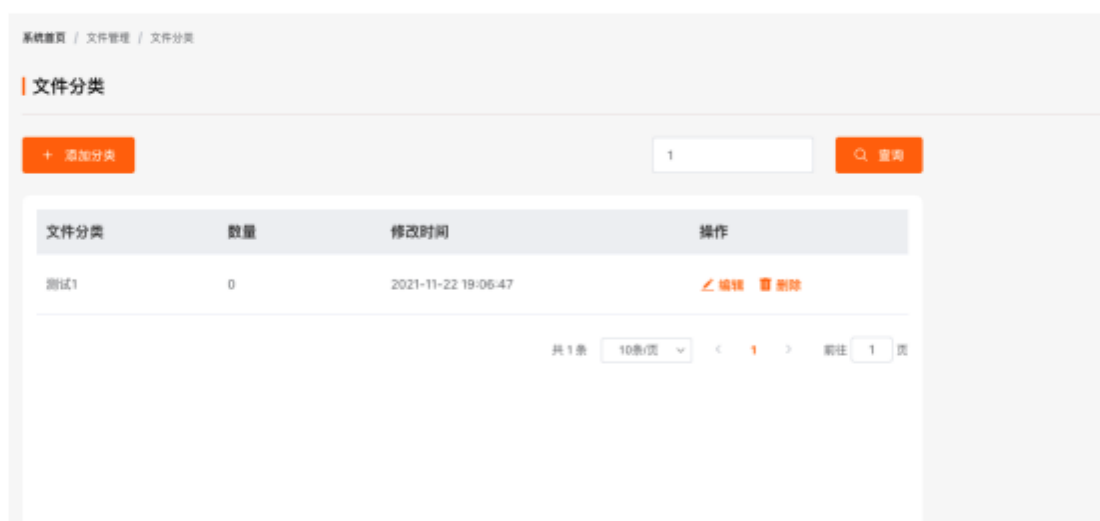 系统首页 / 文件管理 / 文件分类
文件分类
+ 添加分类 1 查询
文件分类 数量 修改时间 操作
测试1 0 2021-11-22 19:06:47 编辑 删除
共 1 条 10条/页 < 1 > 前往 1 页